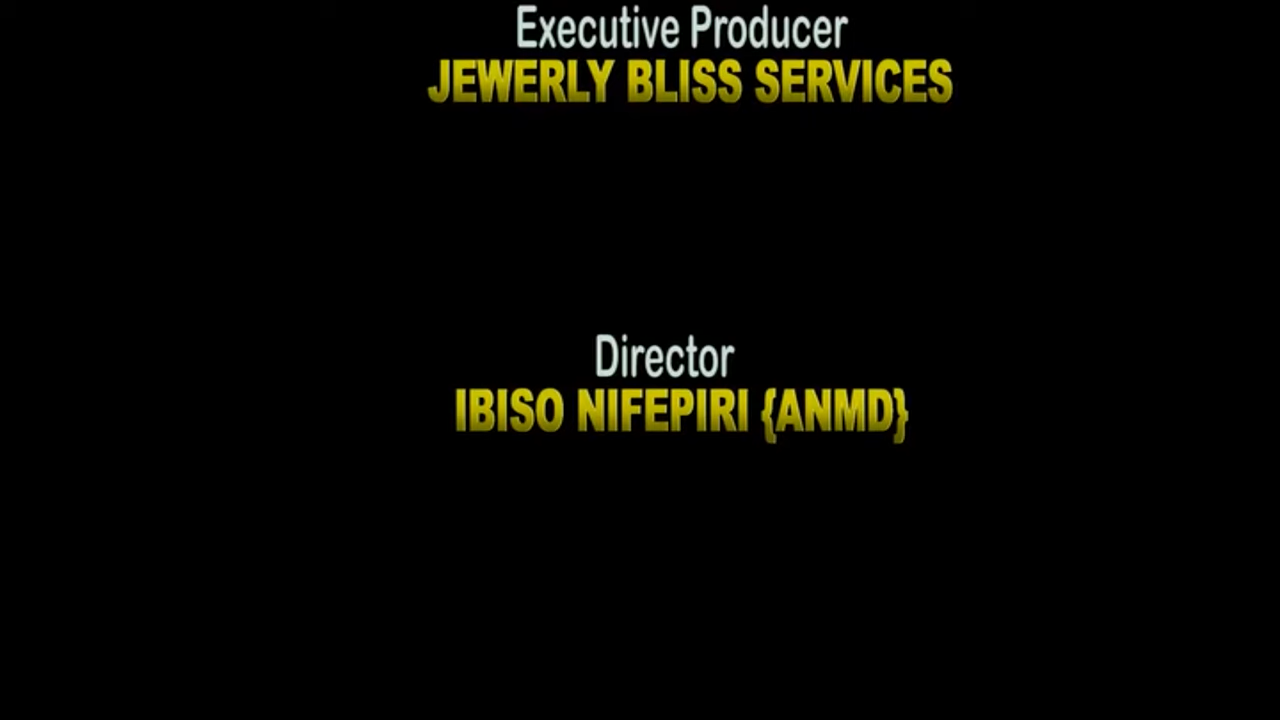 Executive Producer
JEWERLY BLISS SERVICES
Director
IBISO NIFEPIRI {ANMD}